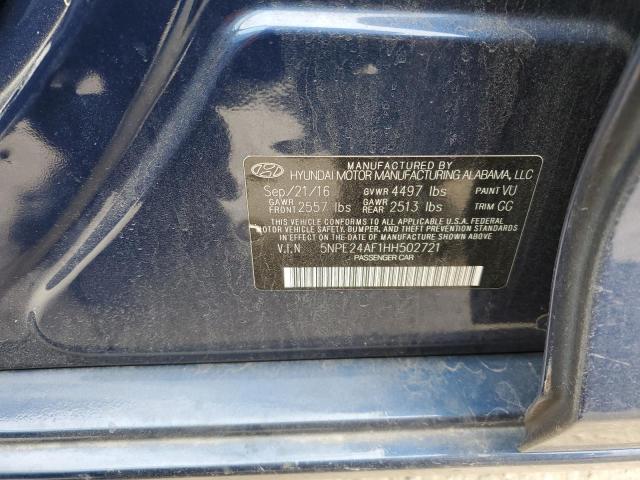 MANUFACTURED BY
HYUNDAI MOTOR MANUFACTURING ALABAMA, LLC
Sep/21/16 GVWR 4497 lbs PAINT VU
GAWR FRONT 2557 lbs GAWR REAR 2513 lbs TRIM GC
THIS VEHICLE CONFORMS TO ALL APPLICABLE U.S.A. FEDERAL
MOTOR VEHICLE SAFETY, BUMPER, AND THEFT PREVENTION STANDARDS
IN EFFECT ON THE DATE OF MANUFACTURE SHOWN ABOVE.
V.I.N 5NPE24AF1HH502721
PASSENGER CAR